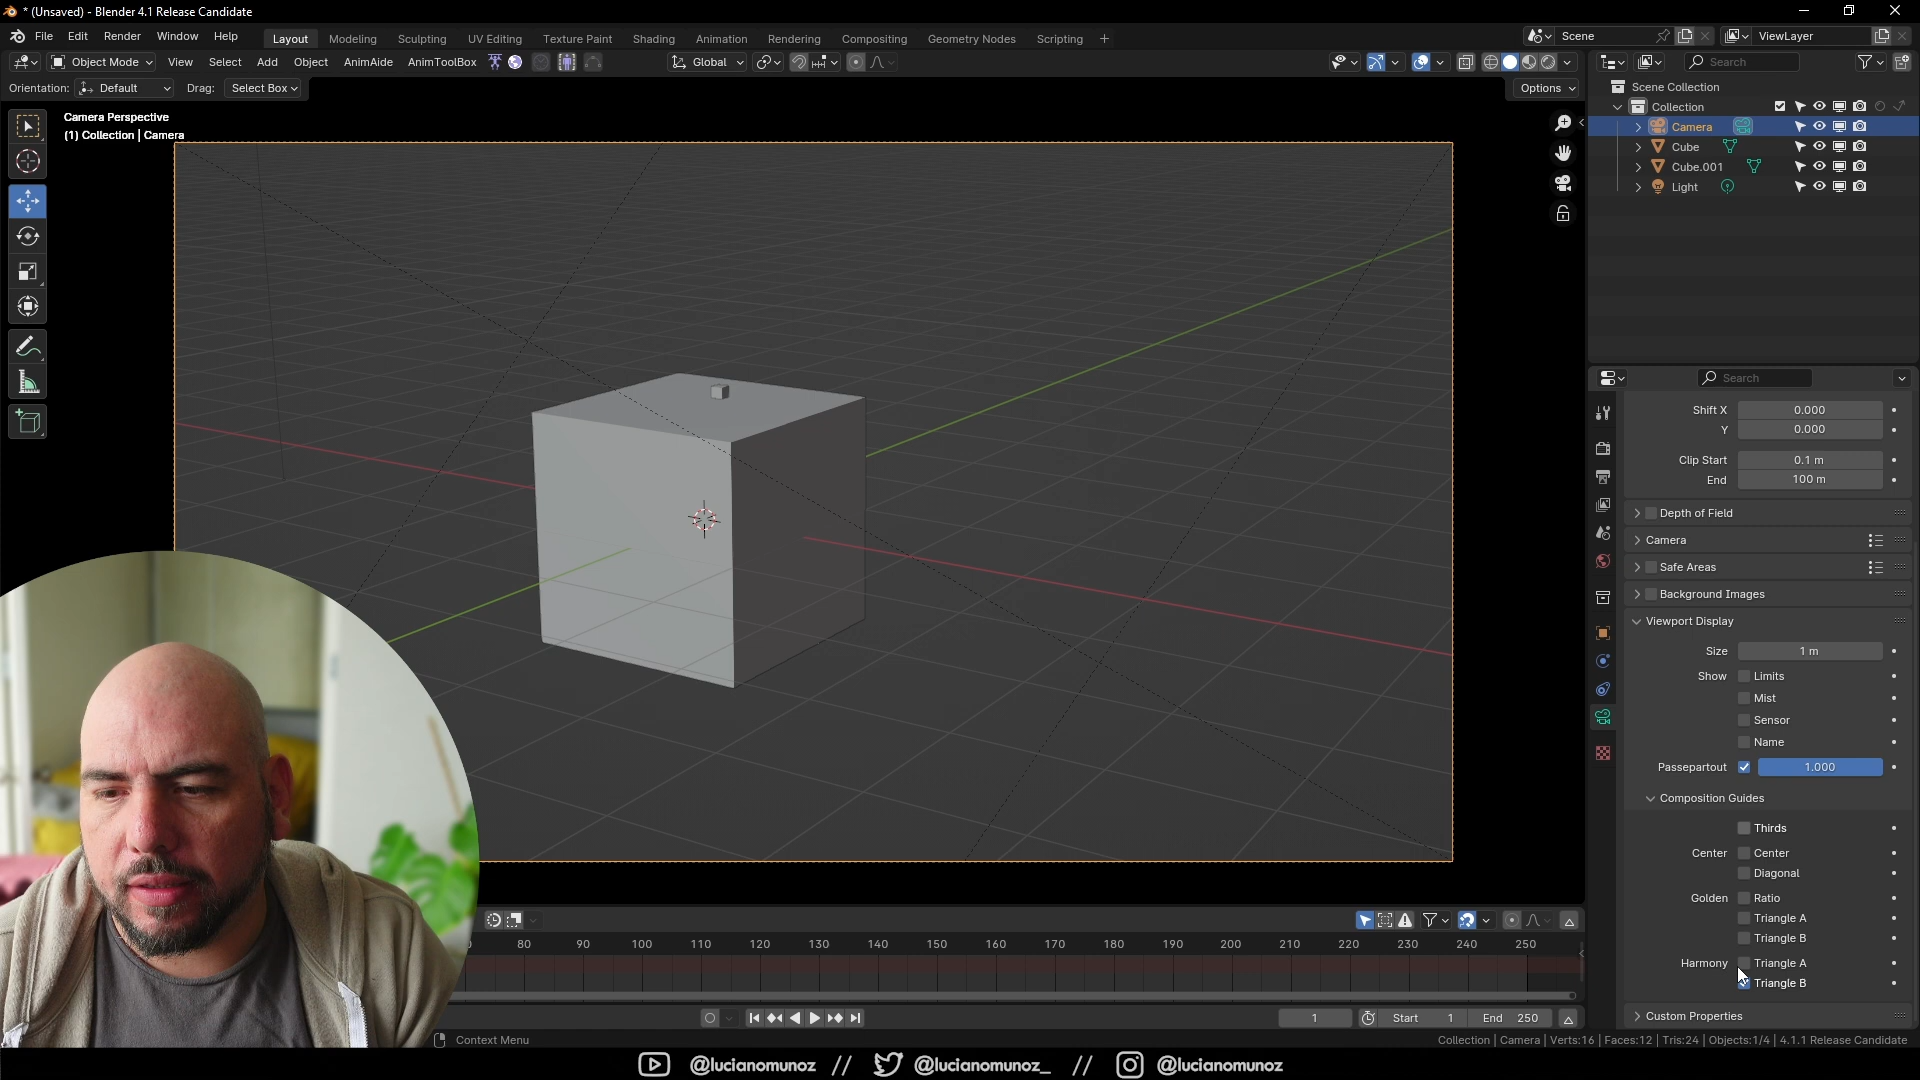 * (Unsaved) - Blender 4.1 Release Candidate
File Edit Render Window Help
Layout Modeling Sculpting UV Editing Texture Paint Shading Animation Rendering Compositing Geometry Nodes Scripting +
Scene
ViewLayer
Object Mode View Select Add Object AnimAide AnimToolBox
Global
Search
Orientation: Default Drag: Select Box
Options
Camera Perspective
(1) Collection | Camera
Scene Collection
Collection
Camera
Cube
Cube.001
Light
Search
Shift X 0.000
Y 0.000
Clip Start 0.1 m
End 100 m
Depth of Field
Camera
Safe Areas
Background Images
Viewport Display
Size 1 m
Show Limits
Mist
Sensor
Name
Passepartout 1.000
Composition Guides
Thirds
Center Center
Diagonal
Golden Ratio
Triangle A
Triangle B
Harmony Triangle A
Triangle B
Custom Properties
80 90 100 110 120 130 140 150 160 170 180 190 200 210 220 230 240 250
1 Start 1 End 250
Context Menu
Collection | Camera | Verts:16 | Faces:12 | Tris:24 | Objects:1/4 | 4.1.1 Release Candidate
@lucianomunoz // @lucianomunoz_ // @lucianomunoz